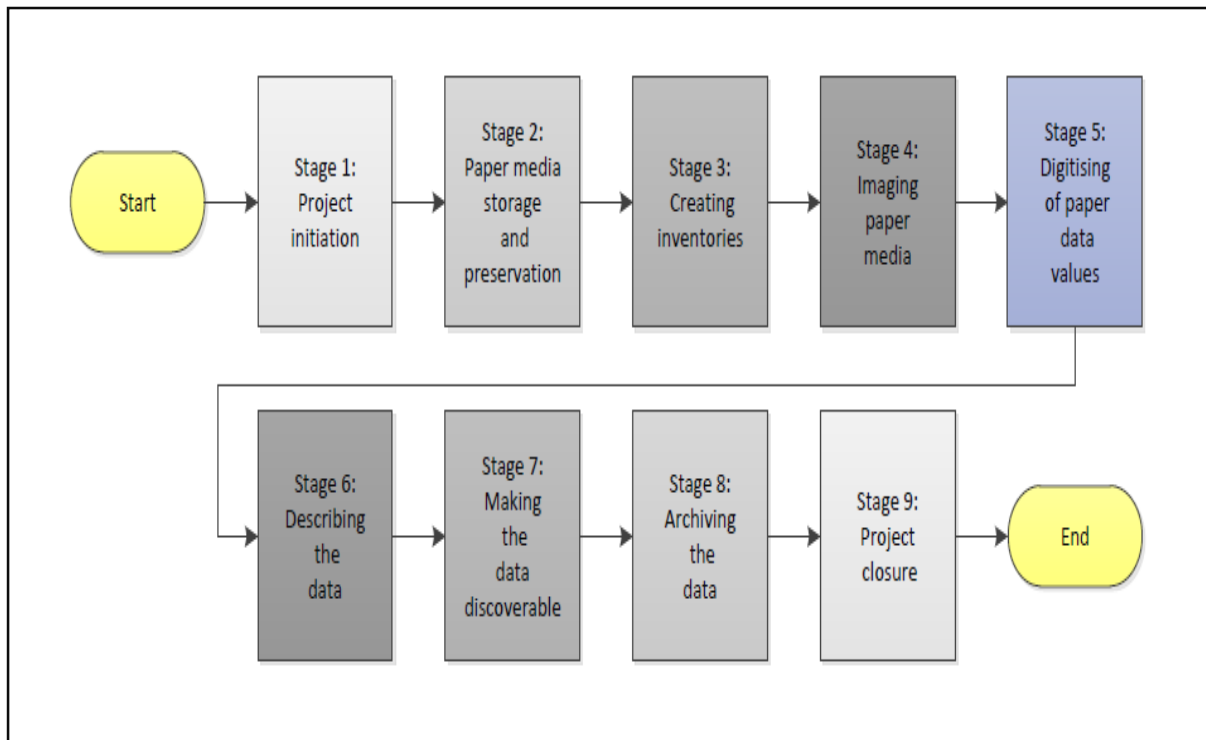 Start
Stage 1:
Project
initiation
Stage 2:
Paper media
storage
and
preservation
Stage 3:
Creating
inventories
Stage 4:
Imaging
paper
media
Stage 5:
Digitising
of paper
data
values
Stage 6:
Describing
the
data
Stage 7:
Making
the
data
discoverable
Stage 8:
Archiving
the
data
Stage 9:
Project
closure
End